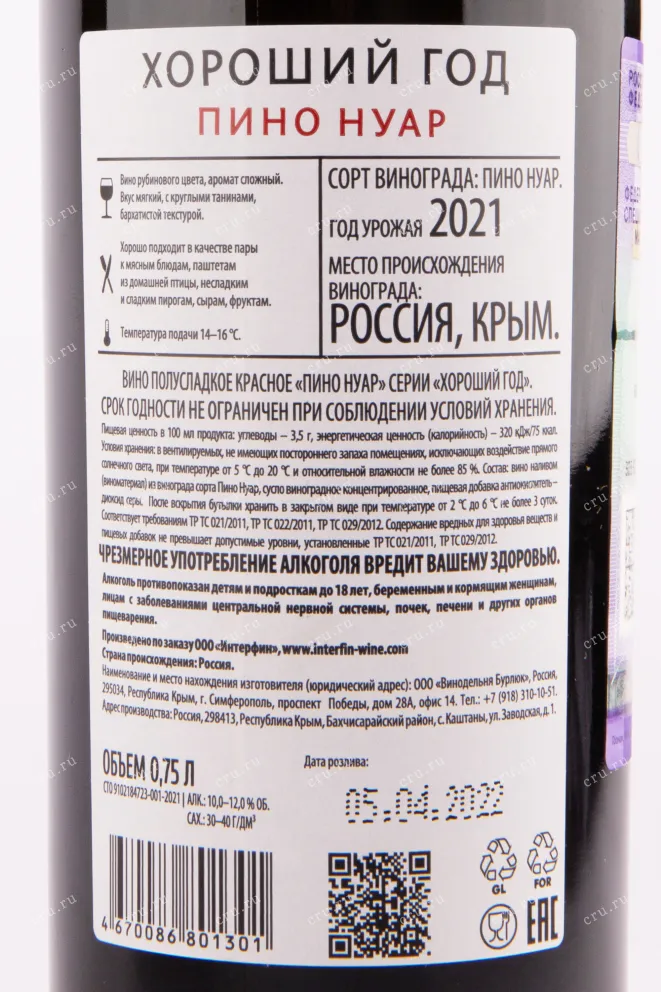 ХОРОШИЙ ГОД
ПИНО НУАР
Вино рубинового цвета, аромат сложный.
Вкус мягкий, с круглыми танинами,
бархатистой текстурой.
Хорошо подходит в качестве пары
к мясным блюдам, паштетам
из домашней птицы, несладким
и сладким пирогам, сырам, фруктам.
Температура подачи 14–16 °С.
СОРТ ВИНОГРАДА: ПИНО НУАР.
ГОД УРОЖАЯ 2021
МЕСТО ПРОИСХОЖДЕНИЯ
ВИНОГРАДА:
РОССИЯ, КРЫМ.
ВИНО ПОЛУСЛАДКОЕ КРАСНОЕ «ПИНО НУАР» СЕРИИ «ХОРОШИЙ ГОД».
СРОК ГОДНОСТИ НЕ ОГРАНИЧЕН ПРИ СОБЛЮДЕНИИ УСЛОВИЙ ХРАНЕНИЯ.
Пищевая ценность в 100 мл продукта: углеводы – 3,5 г, энергетическая ценность (калорийность) – 320 кДж/75 ккал.
Условия хранения: в вентилируемых, не имеющих постороннего запаха помещениях, исключающих воздействие прямого
солнечного света, при температуре от 5 °С до 20 °С и относительной влажности не более 85 %. Состав: вино наливом
(виноматериал) из винограда сорта Пино Нуар, сусло виноградное концентрированное, пищевая добавка антиокислитель –
диоксид серы. После вскрытия бутылки хранить в закрытом виде при температуре от 2 °С до 6 °С не более 3 суток.
Соответствует требованиям ТР ТС 021/2011, ТР ТС 022/2011, ТР ТС 029/2012. Содержание вредных для здоровья веществ и
пищевых добавок не превышает допустимые уровни, установленные ТР ТС 021/2011, ТР ТС 029/2012.
ЧРЕЗМЕРНОЕ УПОТРЕБЛЕНИЕ АЛКОГОЛЯ ВРЕДИТ ВАШЕМУ ЗДОРОВЬЮ.
Алкоголь противопоказан детям и подросткам до 18 лет, беременным и кормящим женщинам,
лицам с заболеваниями центральной нервной системы, почек, печени и других органов
пищеварения.
Произведено по заказу ООО «Интерфин», www.interfin-wine.com
Страна происхождения: Россия.
Наименование и место нахождения изготовителя (юридический адрес): ООО «Винодельня Бурлюк», Россия,
295034, Республика Крым, г. Симферополь, проспект Победы, дом 28А, офис 14. Тел.: +7 (918) 310-10-51.
Адрес производства: Россия, 298413, Республика Крым, Бахчисарайский район, с. Каштаны, ул. Заводская, д.1.
ОБЪЕМ 0,75 Л
СТО 9102184723-001-2021 | АЛК.: 10,0–12,0 % ОБ.
САХ.: 30–40 Г/ДМ³
Дата розлива:
05.04.2022
4 670086 801301
GL
FOR
EAC
cru.ru